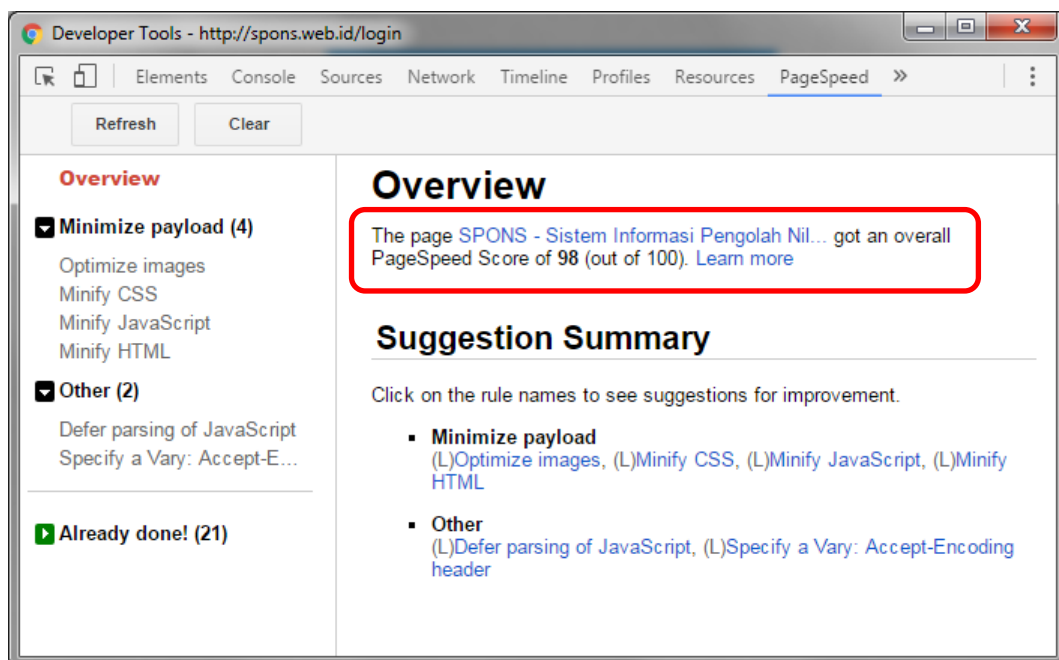 Developer Tools - http://spons.web.id/login
Elements Console Sources Network Timeline Profiles Resources PageSpeed »
Refresh Clear
Overview
Minimize payload (4)
Optimize images
Minify CSS
Minify JavaScript
Minify HTML
Other (2)
Defer parsing of JavaScript
Specify a Vary: Accept-E...
Already done! (21)
Overview
The page SPONS - Sistem Informasi Pengolah Nil... got an overall
PageSpeed Score of 98 (out of 100). Learn more
Suggestion Summary
Click on the rule names to see suggestions for improvement.
Minimize payload
(L)Optimize images, (L)Minify CSS, (L)Minify JavaScript, (L)Minify
HTML
Other
(L)Defer parsing of JavaScript, (L)Specify a Vary: Accept-Encoding
header